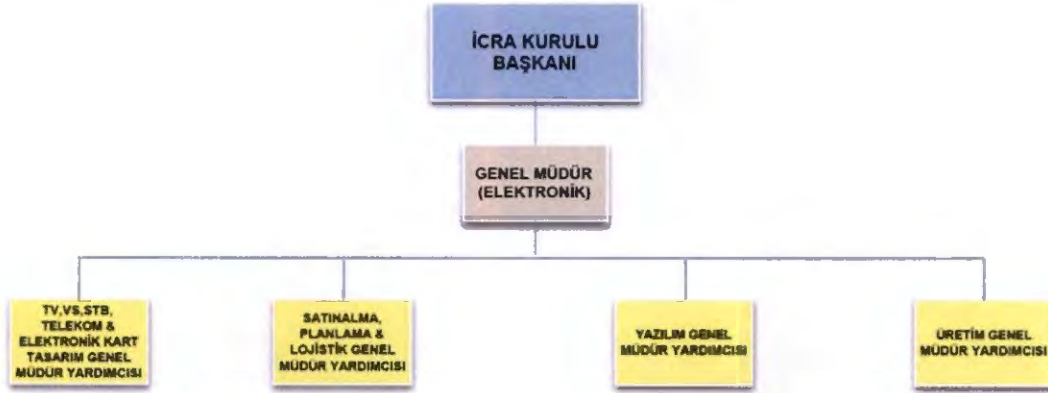 İCRA KURULU
BAŞKANI
GENEL MÜDÜR
(ELEKTRONİK)
TV,VS,STB,
TELEKOM &
ELEKTRONİK KART
TASARIM GENEL
MÜDÜR YARDIMCISI
SATINALMA,
PLANLAMA &
LOJİSTİK GENEL
MÜDÜR YARDIMCISI
YAZILIM GENEL
MÜDÜR YARDIMCISI
ÜRETİM GENEL
MÜDÜR YARDIMCISI